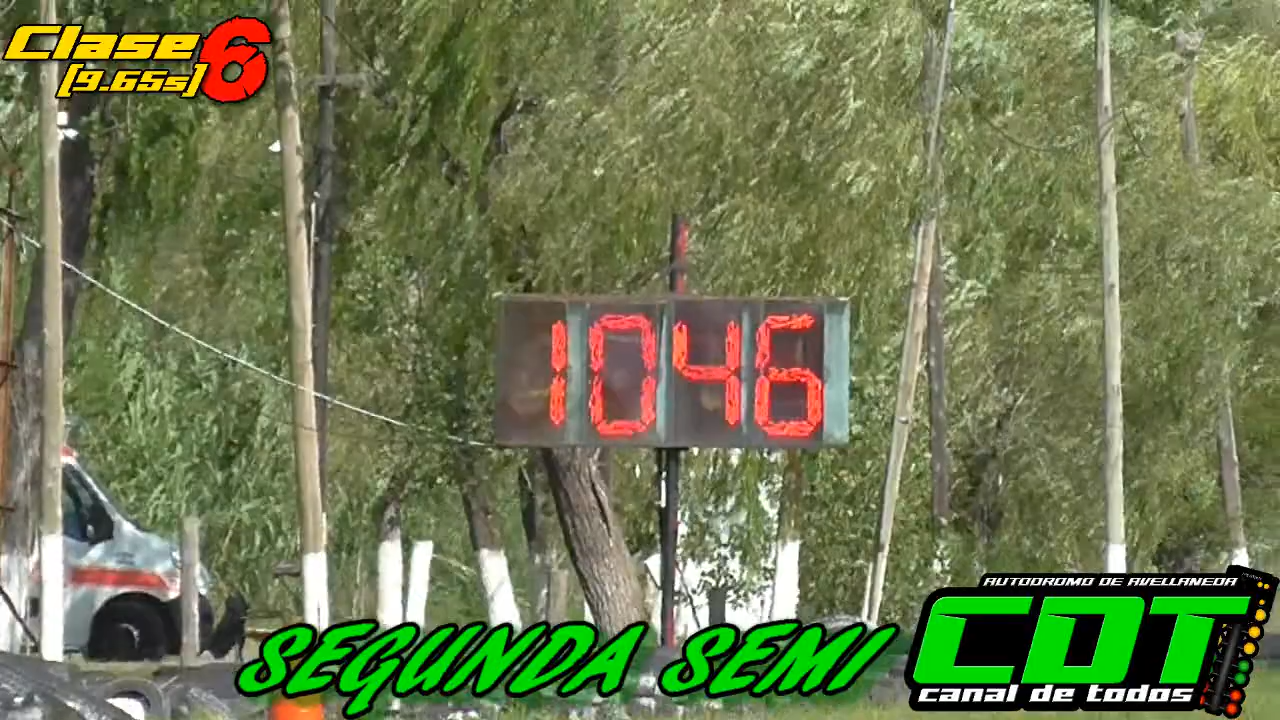 Clase 6
[9.65s]
1046
SEGUNDA SEMI
AUTODROMO DE AVELLANEDA
CDT
canal de todos